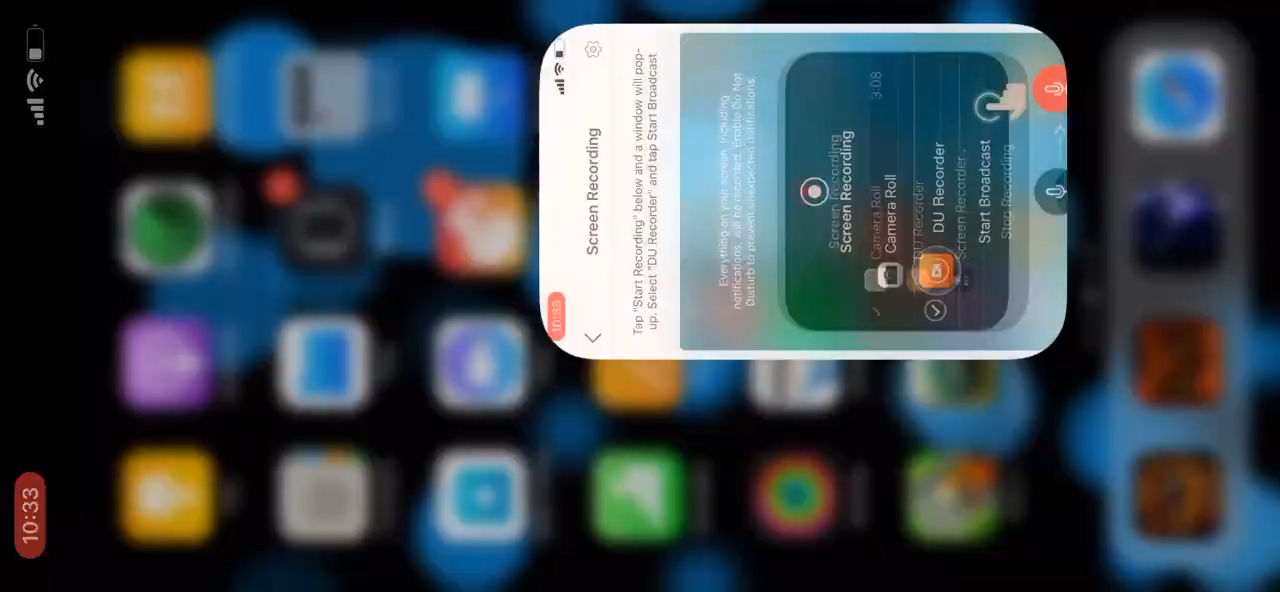 10:33
10:33
Screen Recording
Tap "Start Recording" below and a window will pop-
up. Select "DU Recorder" and tap Start Broadcast
Everything on your screen, including
notifications, will be recorded. Enable Do Not
Disturb to prevent unexpected notifications.
3:08
Screen Recording
Screen Recording
Camera Roll
Camera Roll
DU Recorder
DU Recorder
Screen Recorder
Start Broadcast
Stop Recording